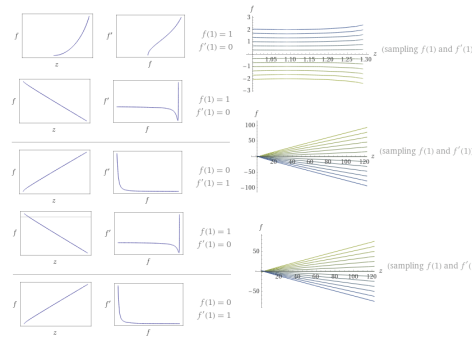 f
z
f′
f
f(1) = 1
f′(1) = 0
f
3
2
1
−1
−2
−3
1.05 1.10 1.15 1.20 1.25 1.30
z
(sampling f(1) and f′(1)
f
z
f′
f
f(1) = 1
f′(1) = 0
f
z
f′
f
f(1) = 0
f′(1) = 1
f
100
50
−50
−100
20 40 60 80 100 120
z
(sampling f(1) and f′(1)
f
z
f′
f
f(1) = 1
f′(1) = 0
f
z
f′
f
f(1) = 0
f′(1) = 1
f
50
−50
20 40 60 80 100 120
z
(sampling f(1) and f′(